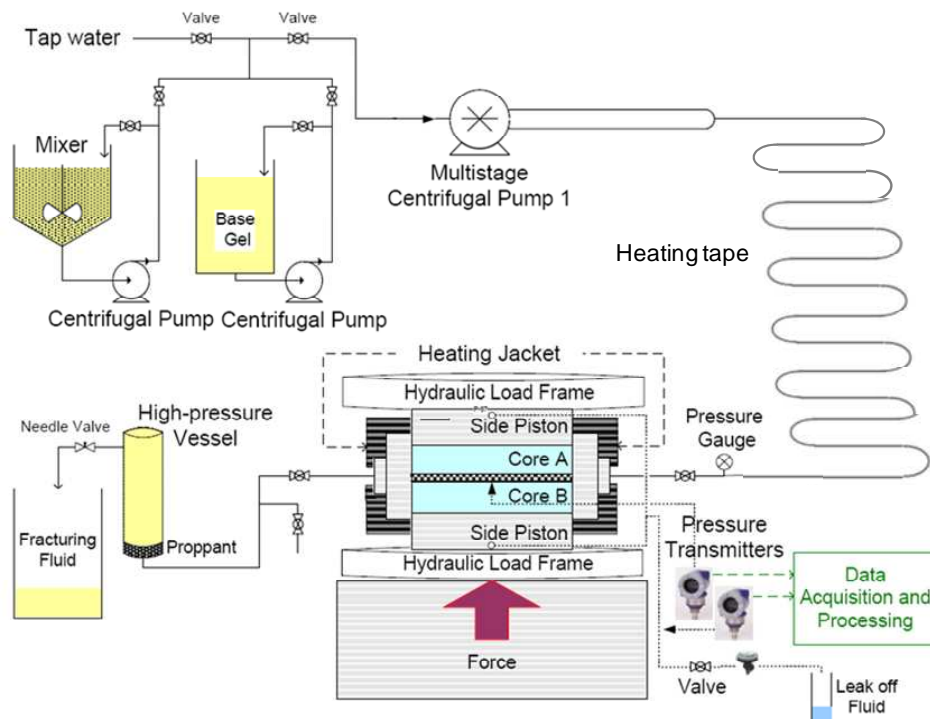 Valve
Valve
Tap water
Mixer
Base
Gel
Multistage
Centrifugal Pump 1
Heating tape
Centrifugal Pump
Centrifugal Pump
Heating Jacket
Hydraulic Load Frame
High-pressure
Vessel
Needle Valve
Side Piston
Pressure
Gauge
Core A
Core B
Fracturing
Fluid
Proppant
Side Piston
Pressure
Transmitters
Hydraulic Load Frame
Data
Acquisition and
Processing
Force
Valve
Leak off
Fluid